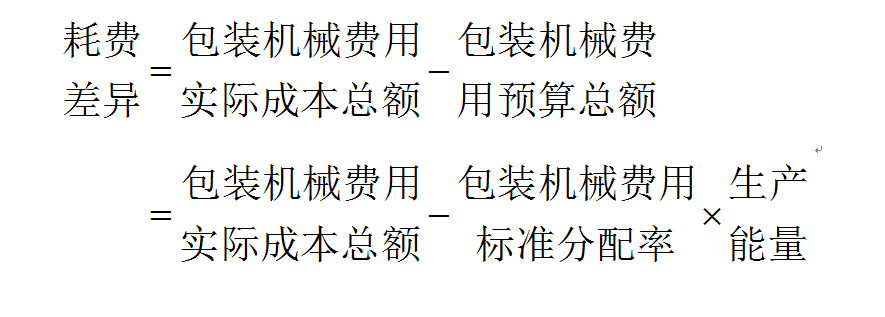 耗费差异 = 包装机械费用实际成本总额 − 包装机械费用预算总额
= 包装机械费用实际成本总额 − 包装机械费用标准分配率 × 生产能量